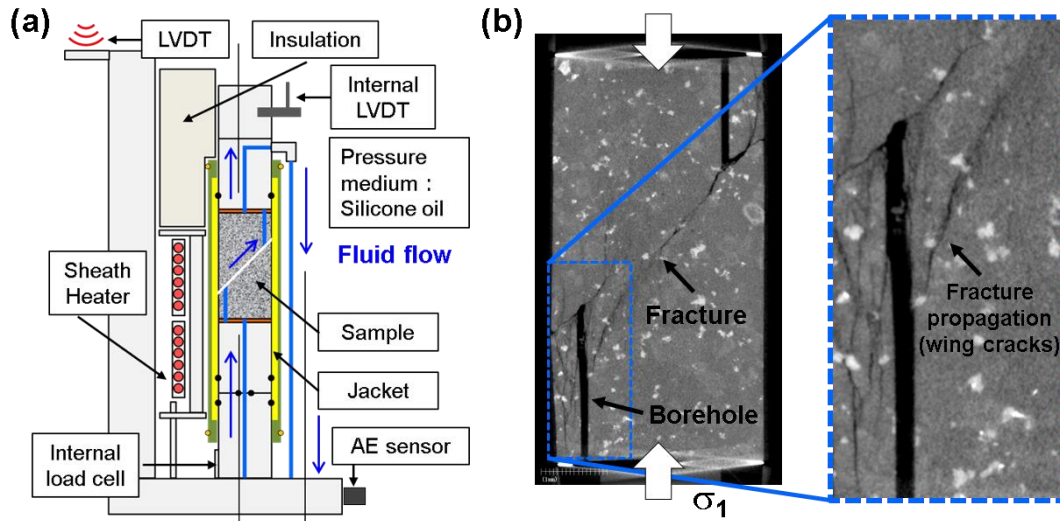 (a)
LVDT
Insulation
Internal
LVDT
Pressure
medium :
Silicone oil
Fluid flow
Sheath
Heater
Sample
Jacket
Internal
load cell
AE sensor
(b)
Fracture
Borehole
(1mm)
σ1
Fracture
propagation
(wing cracks)